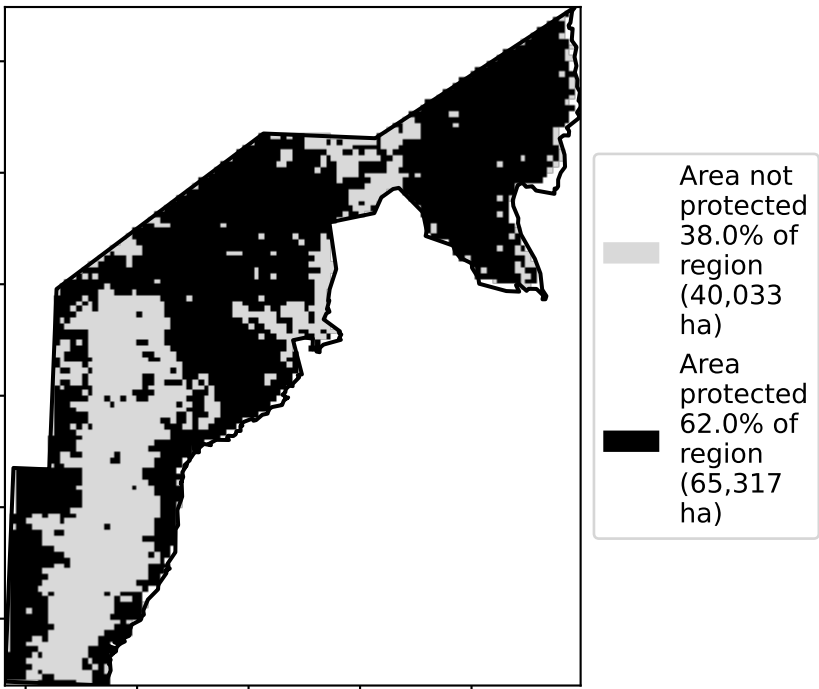 Area not
protected
38.0% of
region
(40,033
ha)
Area
protected
62.0% of
region
(65,317
ha)